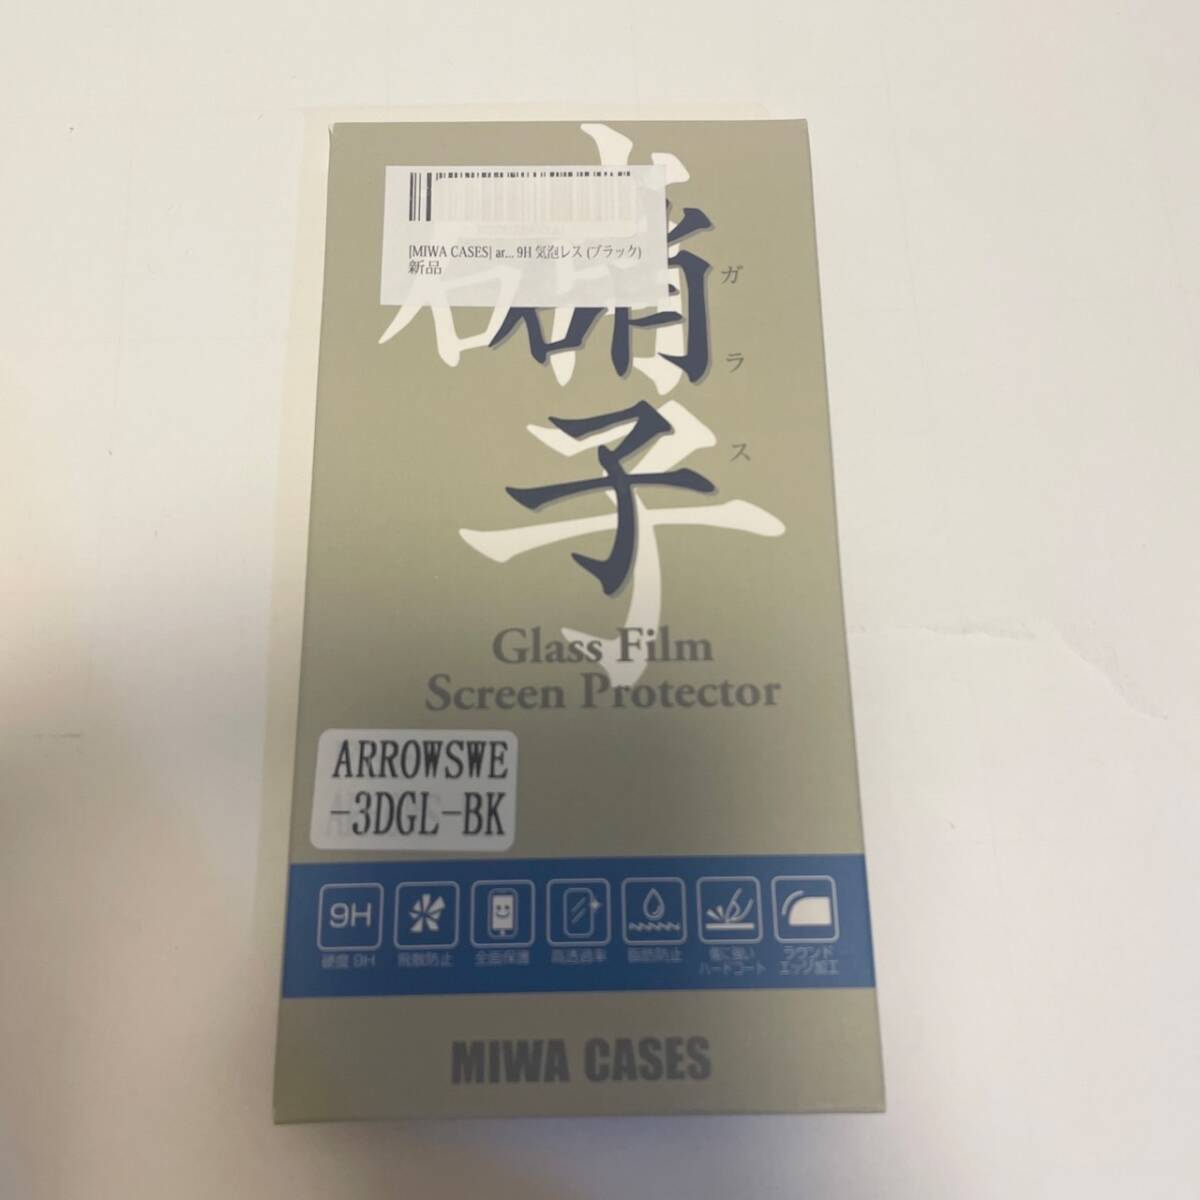 [MIWA CASES] ar... 9H 気泡レス (ブラック)
新品
硝子
ガラス
Glass Film
Screen Protector
ARROWSWE
-3DGL-BK
9H
硬度 9H
飛散防止
全面保護
高透過率
脂肪防止
傷に強い
ハードコート
ラウンド
エッジ加工
MIWA CASES